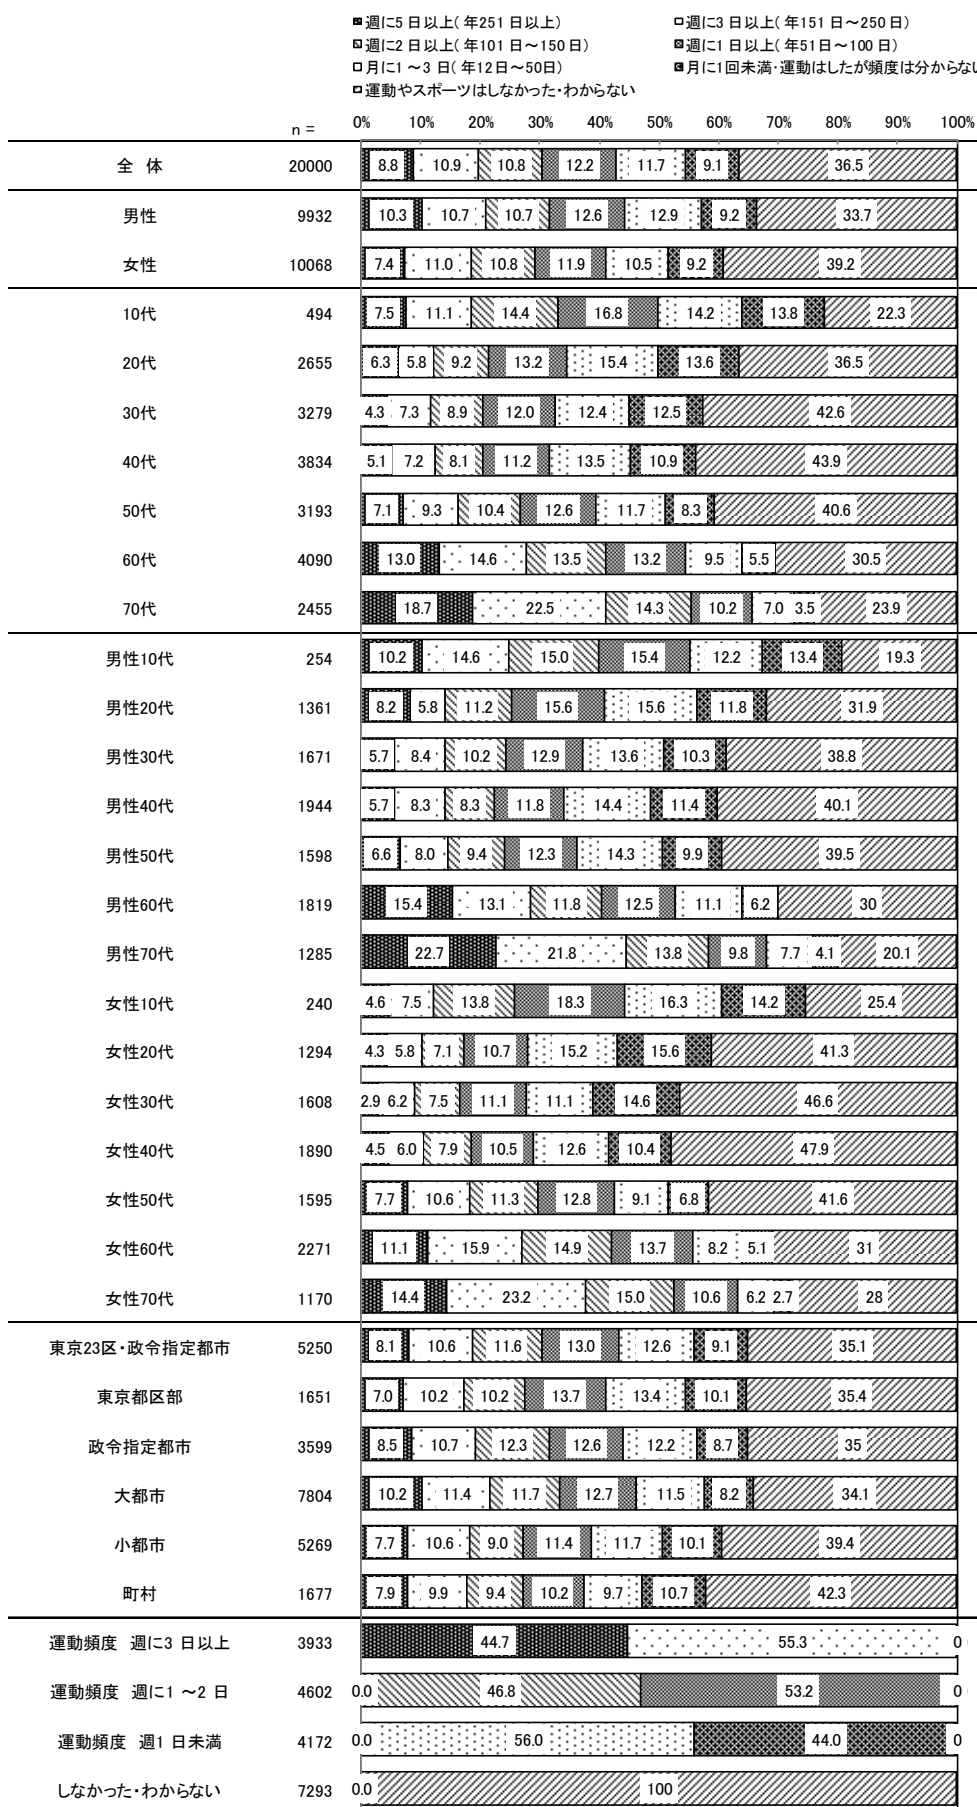 週に5 日以上( 年251 日以上) 週に3 日以上( 年151 日～250日)
週に2 日以上( 年101 日～150日) 週に1 日以上( 年51日～100 日)
月に1 ～3 日( 年12日～50日) 月に1回未満・運動はしたが頻度は分からない
運動やスポーツはしなかった・わからない
n = 0% 10% 20% 30% 40% 50% 60% 70% 80% 90% 100%
全 体 20000 8.8 10.9 10.8 12.2 11.7 9.1 36.5
男性 9932 10.3 10.7 10.7 12.6 12.9 9.2 33.7
女性 10068 7.4 11.0 10.8 11.9 10.5 9.2 39.2
10代 494 7.5 11.1 14.4 16.8 14.2 13.8 22.3
20代 2655 6.3 5.8 9.2 13.2 15.4 13.6 36.5
30代 3279 4.3 7.3 8.9 12.0 12.4 12.5 42.6
40代 3834 5.1 7.2 8.1 11.2 13.5 10.9 43.9
50代 3193 7.1 9.3 10.4 12.6 11.7 8.3 40.6
60代 4090 13.0 14.6 13.5 13.2 9.5 5.5 30.5
70代 2455 18.7 22.5 14.3 10.2 7.0 3.5 23.9
男性10代 254 10.2 14.6 15.0 15.4 12.2 13.4 19.3
男性20代 1361 8.2 5.8 11.2 15.6 15.6 11.8 31.9
男性30代 1671 5.7 8.4 10.2 12.9 13.6 10.3 38.8
男性40代 1944 5.7 8.3 8.3 11.8 14.4 11.4 40.1
男性50代 1598 6.6 8.0 9.4 12.3 14.3 9.9 39.5
男性60代 1819 15.4 13.1 11.8 12.5 11.1 6.2 30
男性70代 1285 22.7 21.8 13.8 9.8 7.7 4.1 20.1
女性10代 240 4.6 7.5 13.8 18.3 16.3 14.2 25.4
女性20代 1294 4.3 5.8 7.1 10.7 15.2 15.6 41.3
女性30代 1608 2.9 6.2 7.5 11.1 11.1 14.6 46.6
女性40代 1890 4.5 6.0 7.9 10.5 12.6 10.4 47.9
女性50代 1595 7.7 10.6 11.3 12.8 9.1 6.8 41.6
女性60代 2271 11.1 15.9 14.9 13.7 8.2 5.1 31
女性70代 1170 14.4 23.2 15.0 10.6 6.2 2.7 28
東京23区・政令指定都市 5250 8.1 10.6 11.6 13.0 12.6 9.1 35.1
東京都区部 1651 7.0 10.2 10.2 13.7 13.4 10.1 35.4
政令指定都市 3599 8.5 10.7 12.3 12.6 12.2 8.7 35
大都市 7804 10.2 11.4 11.7 12.7 11.5 8.2 34.1
小都市 5269 7.7 10.6 9.0 11.4 11.7 10.1 39.4
町村 1677 7.9 9.9 9.4 10.2 9.7 10.7 42.3
運動頻度 週に3 日以上 3933 44.7 55.3 0
運動頻度 週に1 ～2 日 4602 0.0 46.8 53.2 0
運動頻度 週1 日未満 4172 0.0 56.0 44.0 0
しなかった・わからない 7293 0.0 100